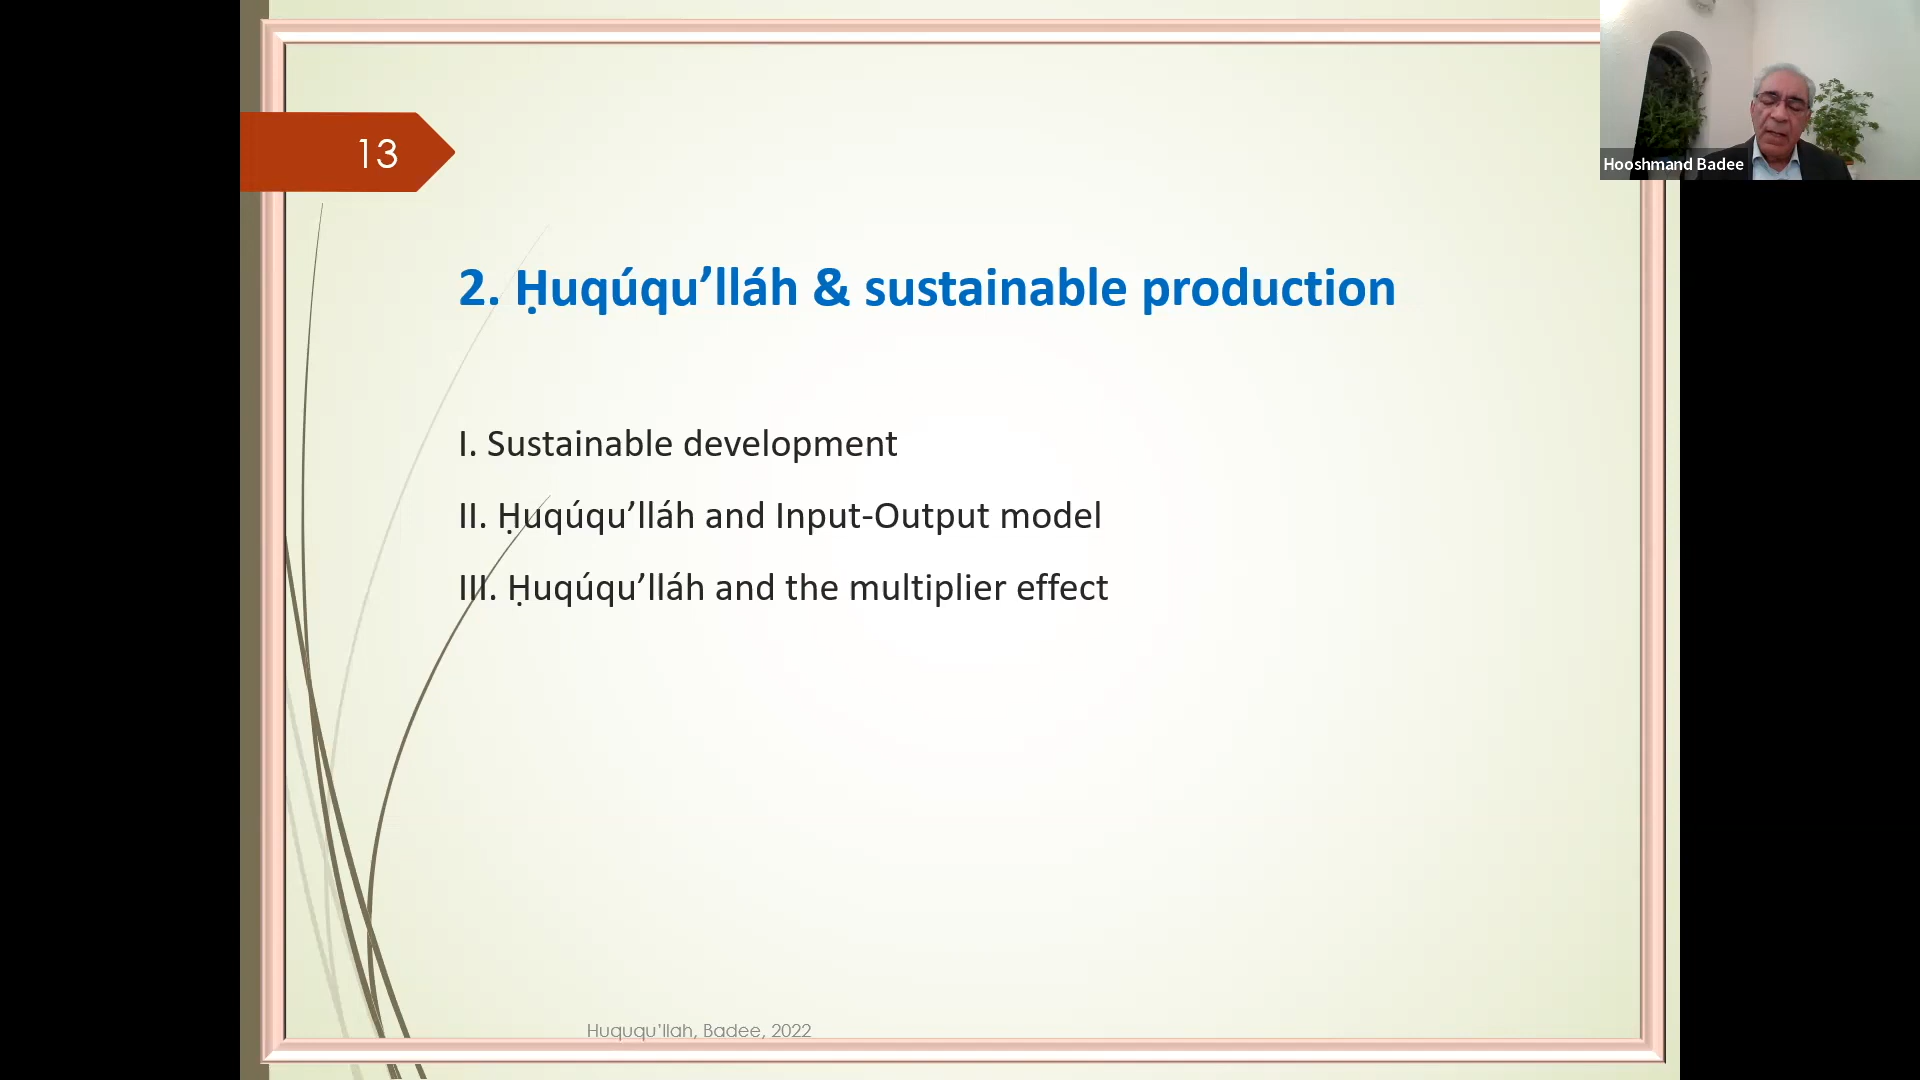 13
Hooshmand Badee
2. Ḥuqúqu’lláh & sustainable production
I. Sustainable development
II. Ḥuqúqu’lláh and Input-Output model
III. Ḥuqúqu’lláh and the multiplier effect
Huququ’llah, Badee, 2022